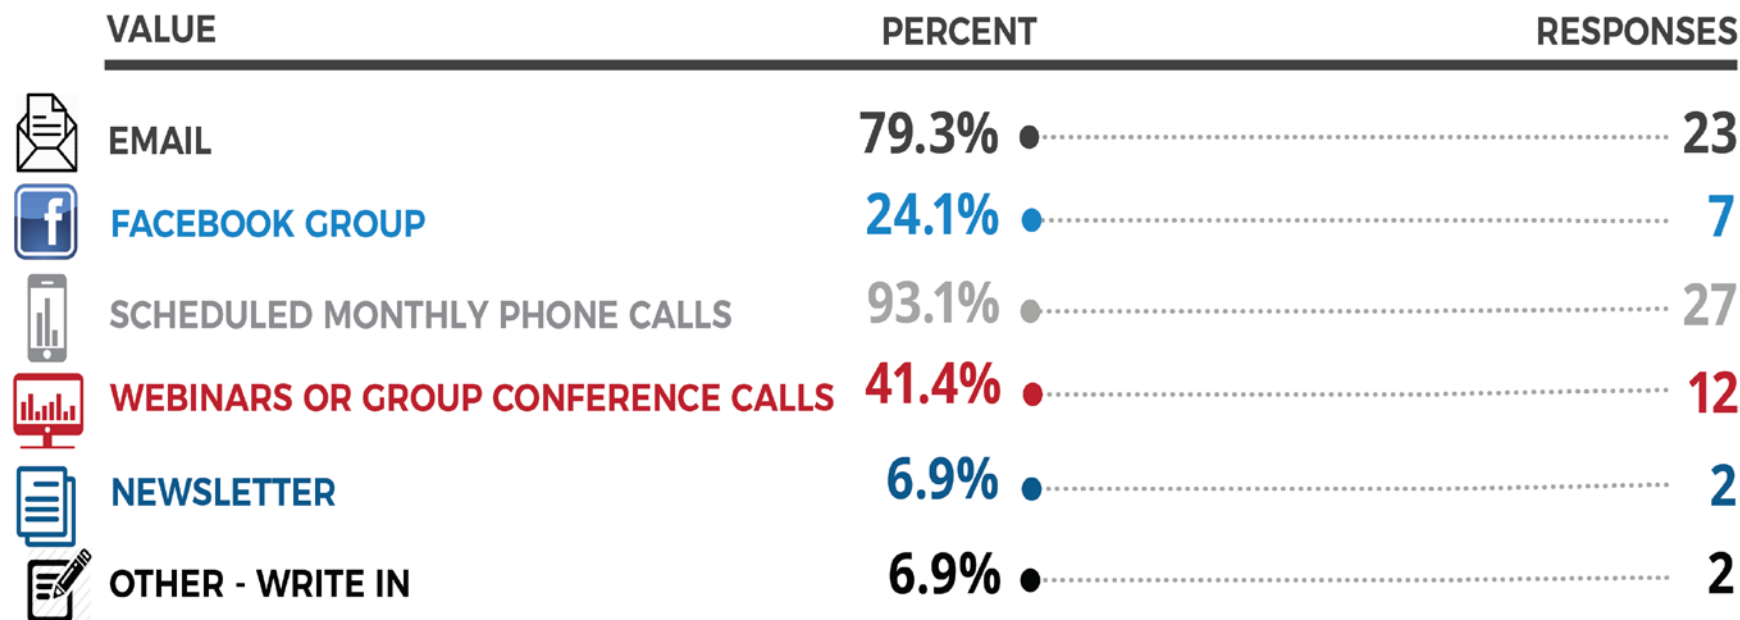 VALUE PERCENT RESPONSES
EMAIL 79.3% 23
FACEBOOK GROUP 24.1% 7
SCHEDULED MONTHLY PHONE CALLS 93.1% 27
WEBINARS OR GROUP CONFERENCE CALLS 41.4% 12
NEWSLETTER 6.9% 2
OTHER - WRITE IN 6.9% 2